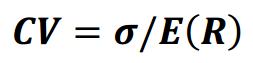 CV = σ/E(R)